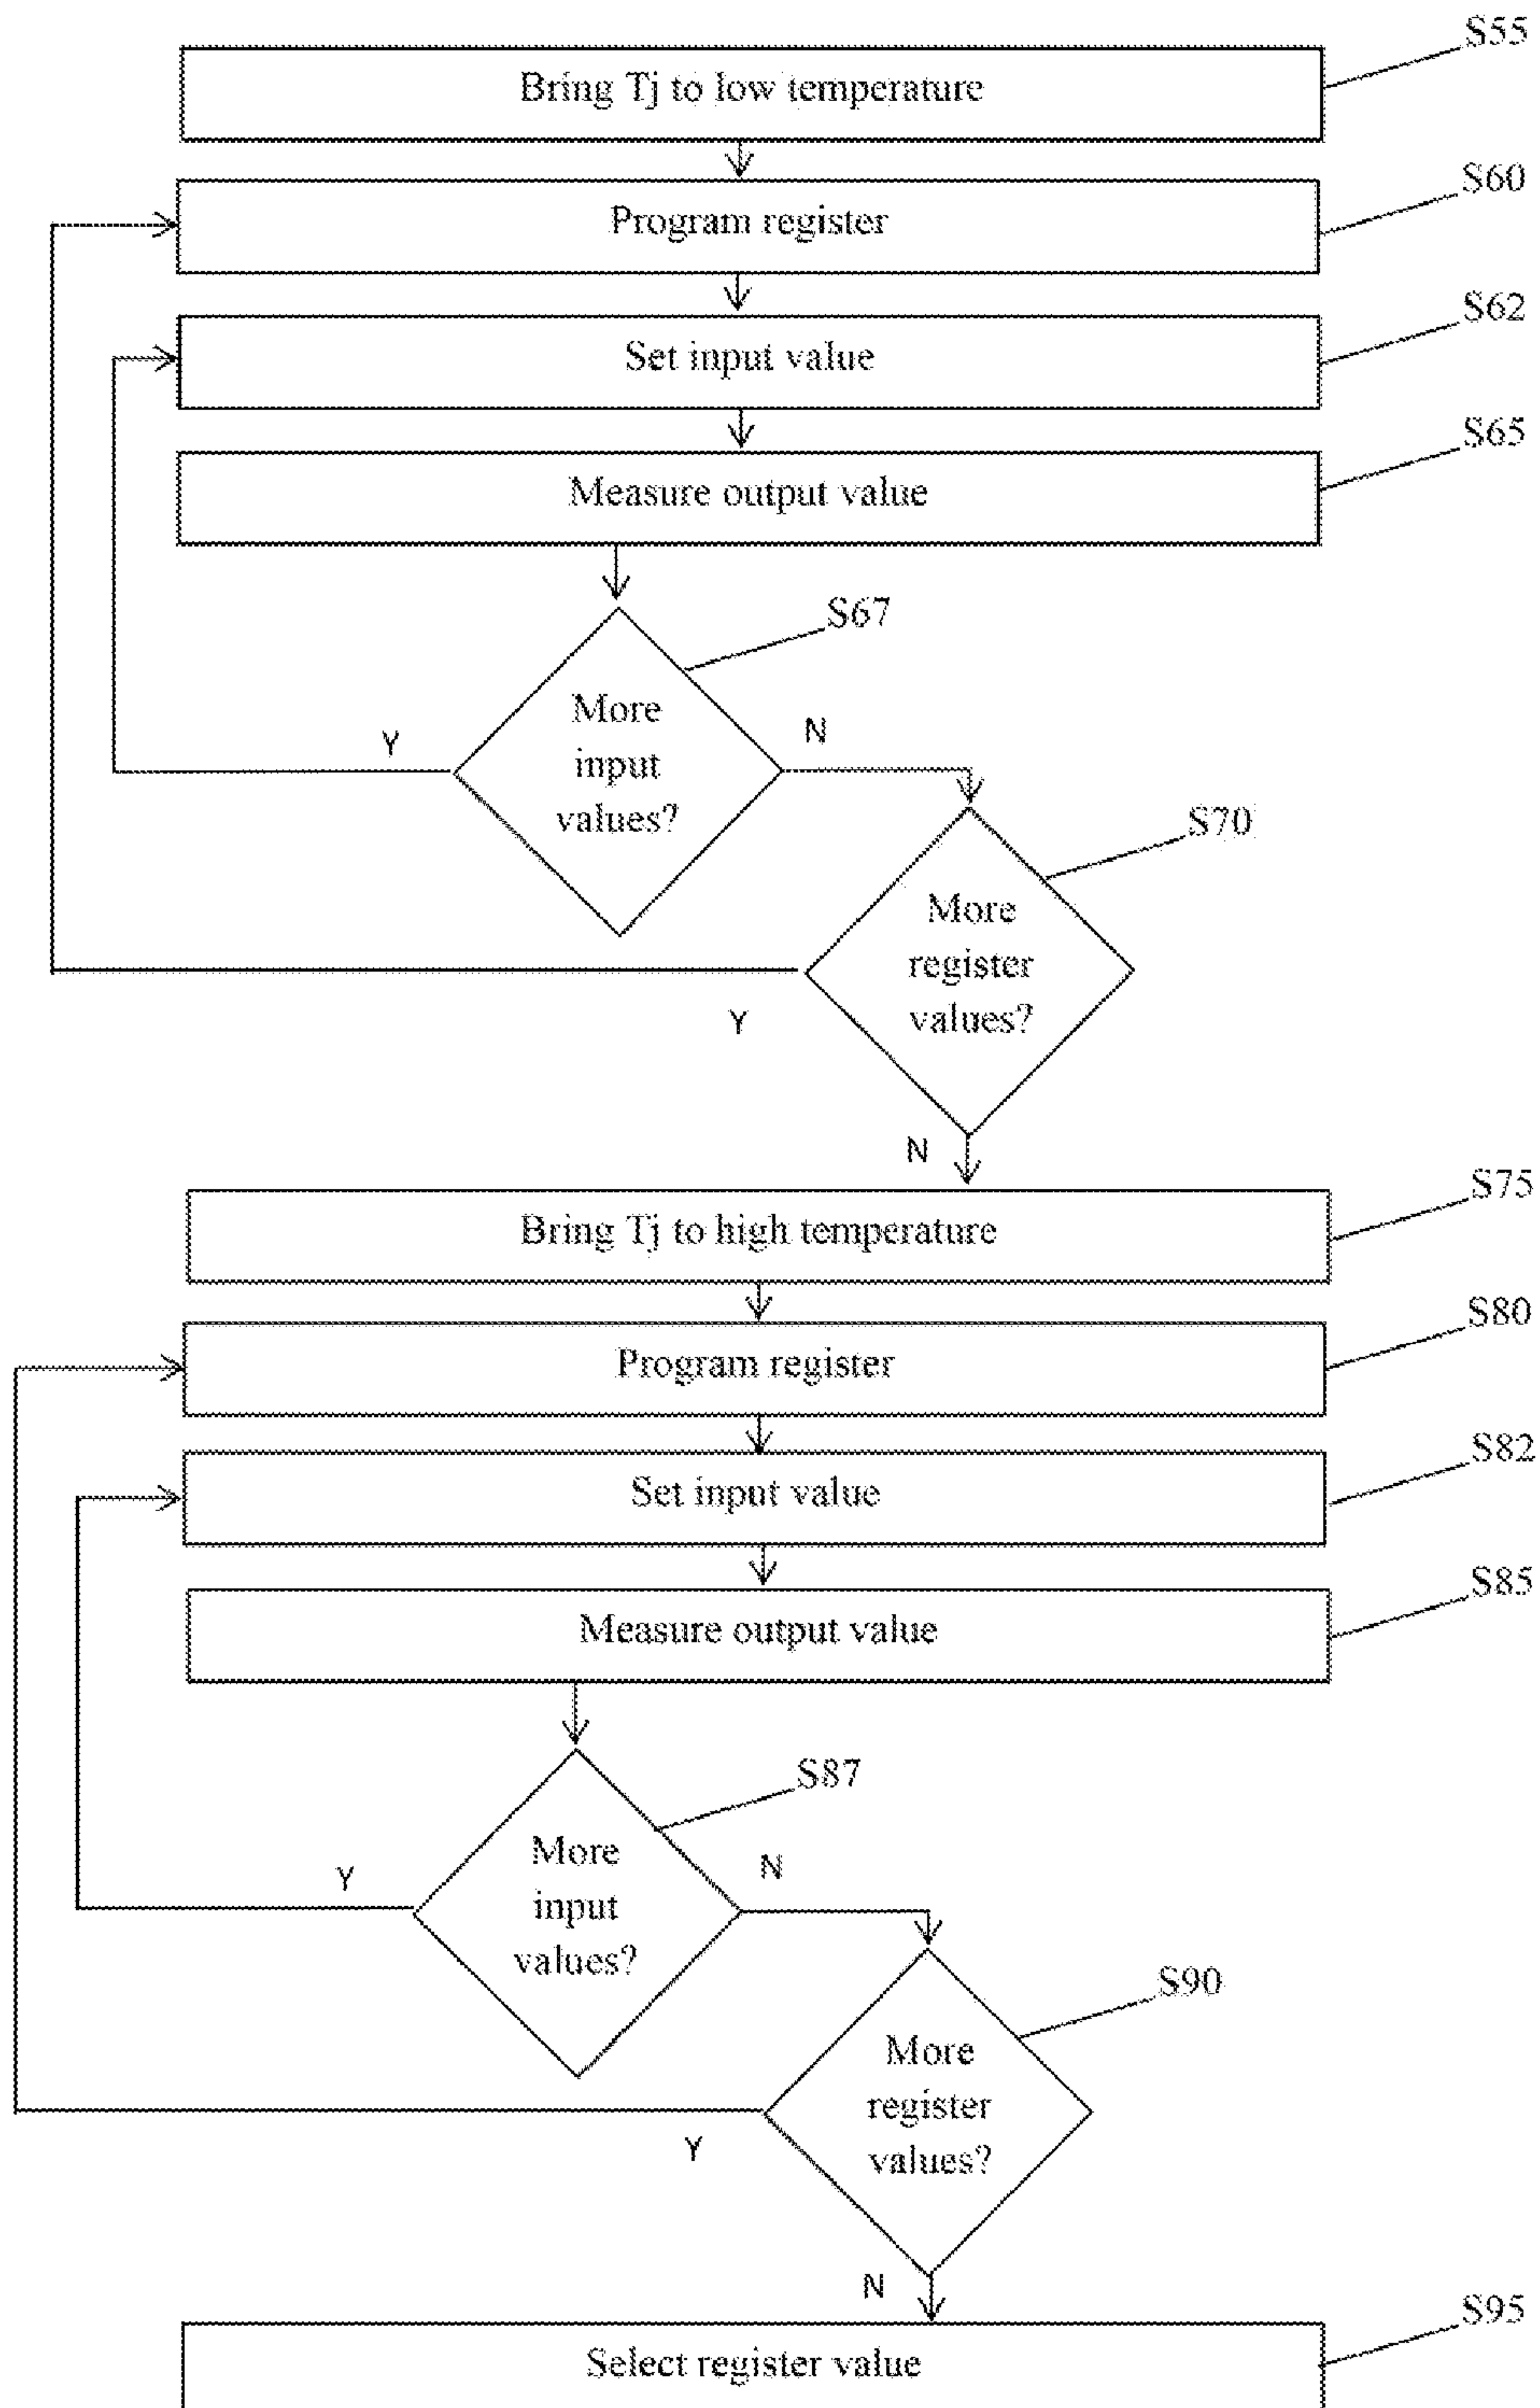 S55
Bring Tj to low temperature
S60
Program register
S62
Set input value
S65
Measure output value
S67
More
input
values?
Y
N
S70
More
register
values?
Y
N
S75
Bring Tj to high temperature
S80
Program register
S82
Set input value
S85
Measure output value
S87
More
input
values?
Y
N
S90
More
register
values?
Y
N
S95
Select register value